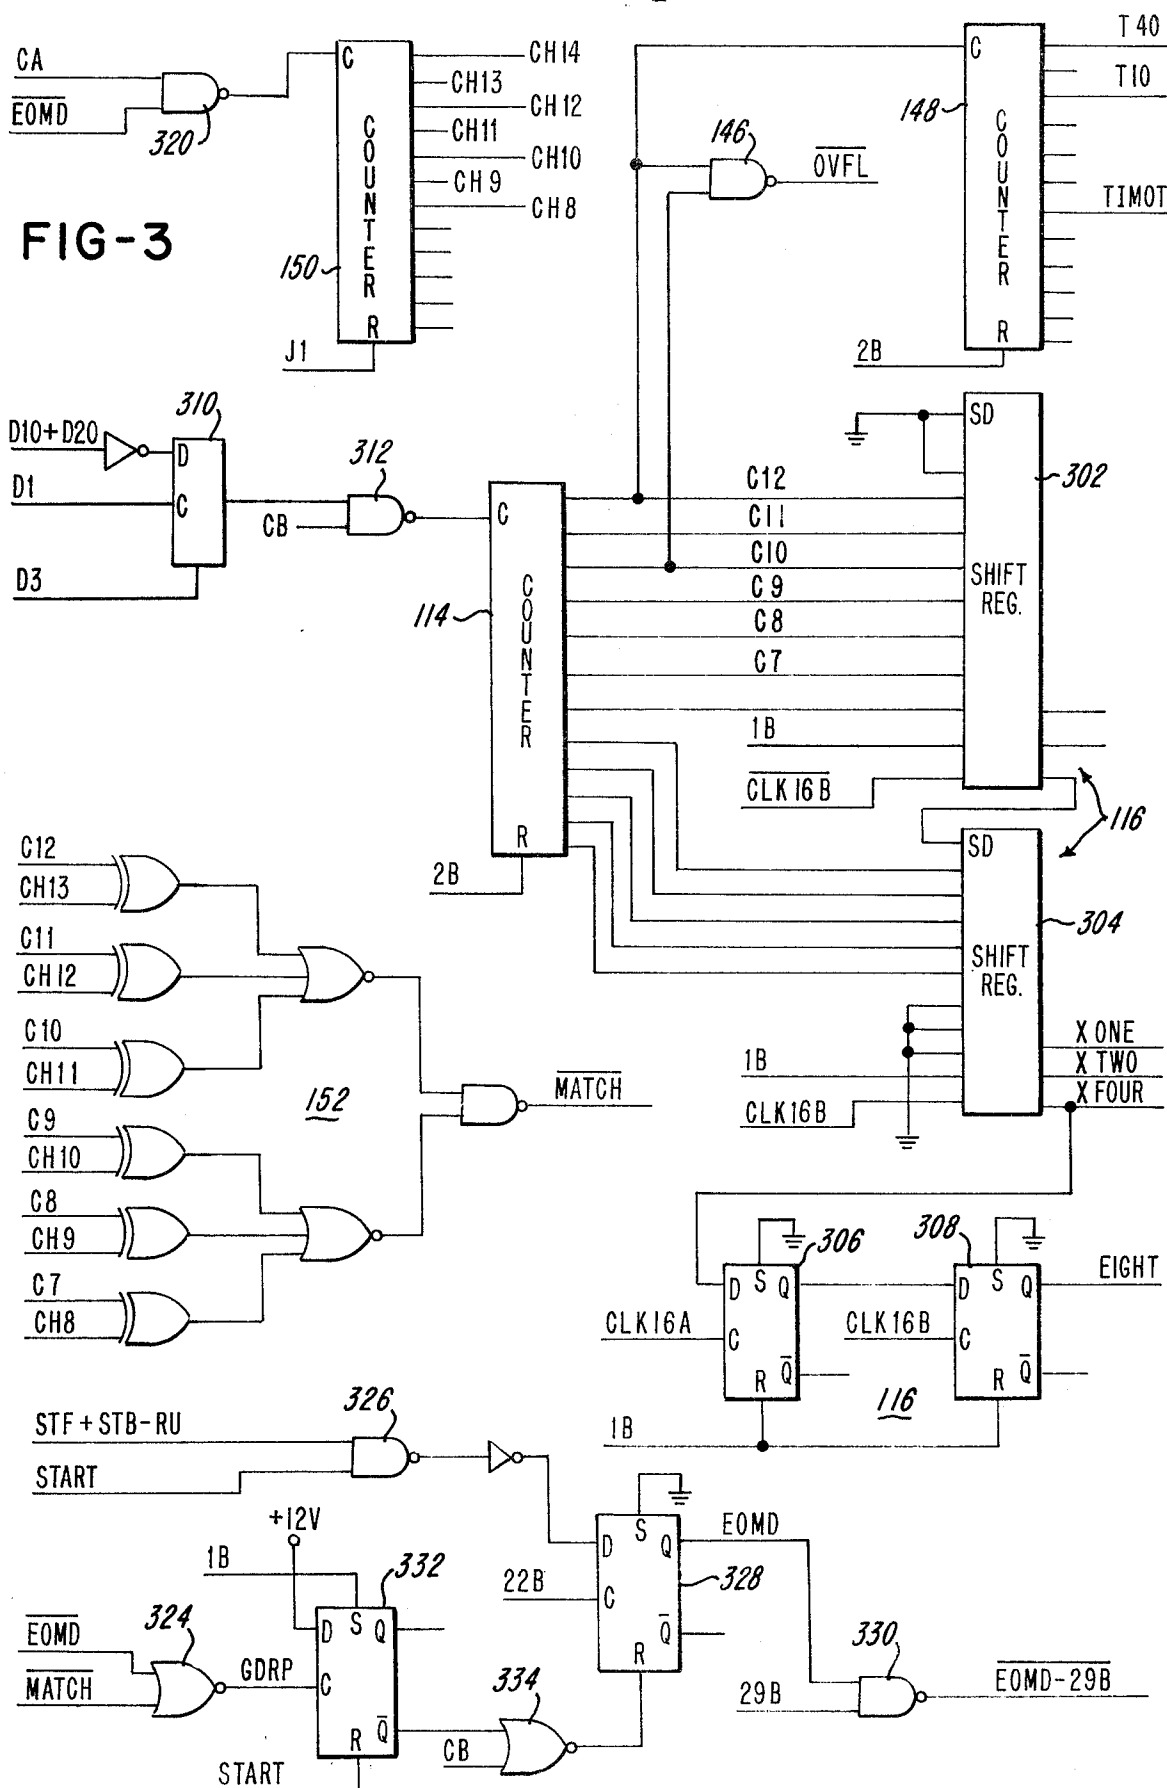 CA
EOMD
320
C
COUNTER
R
150
J1
CH14
CH13
CH12
CH11
CH10
CH9
CH8
FIG-3
146
OVFL
148
C
COUNTER
R
2B
T40
T10
TIMOT
D10+D20
310
D
D1
C
D3
312
CB
114
C
COUNTER
R
2B
C12
C11
C10
C9
C8
C7
1B
CLK16B
SD
302
SHIFT
REG.
116
SD
304
SHIFT
REG.
1B
CLK16B
X ONE
X TWO
X FOUR
C12
CH13
C11
CH12
C10
CH11
152
MATCH
C9
CH10
C8
CH9
C7
CH8
306
D S Q
CLK16A
C
R Q
308
D S Q
EIGHT
CLK16B
C
R Q
116
1B
STF+STB-RU
326
START
+12V
1B
332
D S Q
EOMD
324
GDRP
C
MATCH
R Q
START
22B
D S Q
EOMD
328
C
Q
R
334
CB
330
29B
EOMD-29B